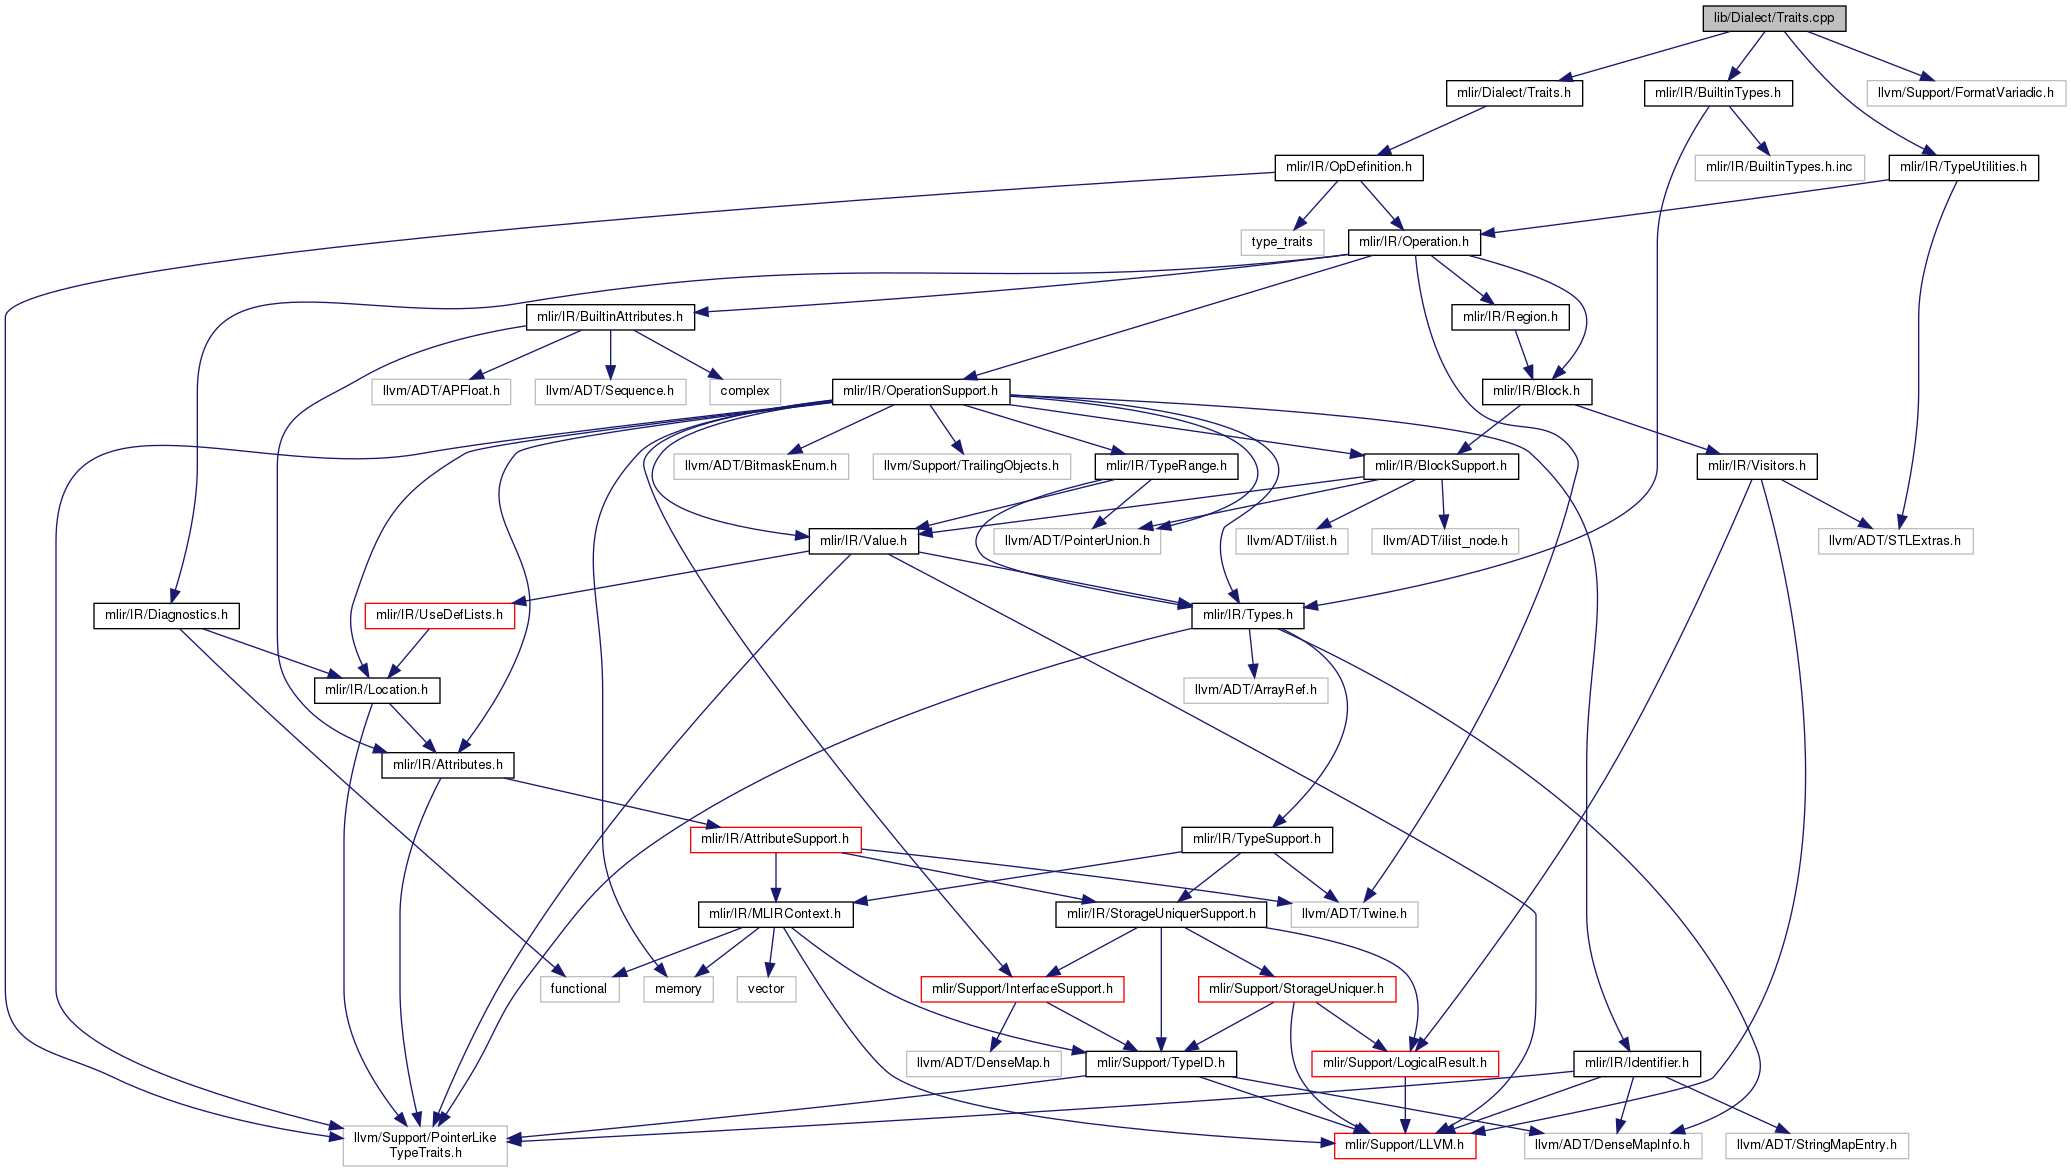 lib/Dialect/Traits.cpp
mlir/Dialect/Traits.h
mlir/IR/BuiltinTypes.h
llvm/Support/FormatVariadic.h
mlir/IR/OpDefinition.h
mlir/IR/BuiltinTypes.h.inc
mlir/IR/TypeUtilities.h
type_traits
mlir/IR/Operation.h
mlir/IR/BuiltinAttributes.h
mlir/IR/Region.h
llvm/ADT/APFloat.h
llvm/ADT/Sequence.h
complex
mlir/IR/OperationSupport.h
mlir/IR/Block.h
llvm/ADT/BitmaskEnum.h
llvm/Support/TrailingObjects.h
mlir/IR/TypeRange.h
mlir/IR/BlockSupport.h
mlir/IR/Visitors.h
mlir/IR/Value.h
llvm/ADT/PointerUnion.h
llvm/ADT/ilist.h
llvm/ADT/ilist_node.h
llvm/ADT/STLExtras.h
mlir/IR/Diagnostics.h
mlir/IR/UseDefLists.h
mlir/IR/Types.h
mlir/IR/Location.h
llvm/ADT/ArrayRef.h
mlir/IR/Attributes.h
mlir/IR/AttributeSupport.h
mlir/IR/TypeSupport.h
mlir/IR/MLIRContext.h
mlir/IR/StorageUniquerSupport.h
llvm/ADT/Twine.h
functional
memory
vector
mlir/Support/InterfaceSupport.h
mlir/Support/StorageUniquer.h
llvm/ADT/DenseMap.h
mlir/Support/TypeID.h
mlir/Support/LogicalResult.h
mlir/IR/Identifier.h
llvm/Support/PointerLike
TypeTraits.h
mlir/Support/LLVM.h
llvm/ADT/DenseMapInfo.h
llvm/ADT/StringMapEntry.h